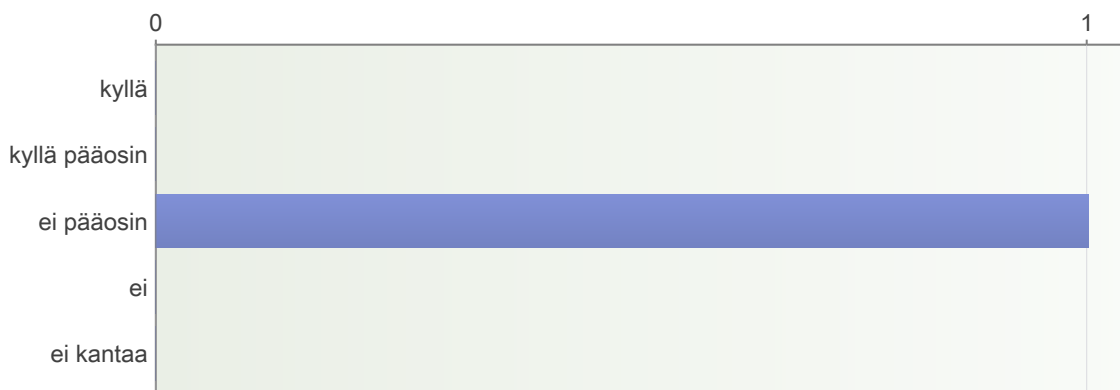 0 1
kyllä
kyllä pääosin
ei pääosin
ei
ei kantaa